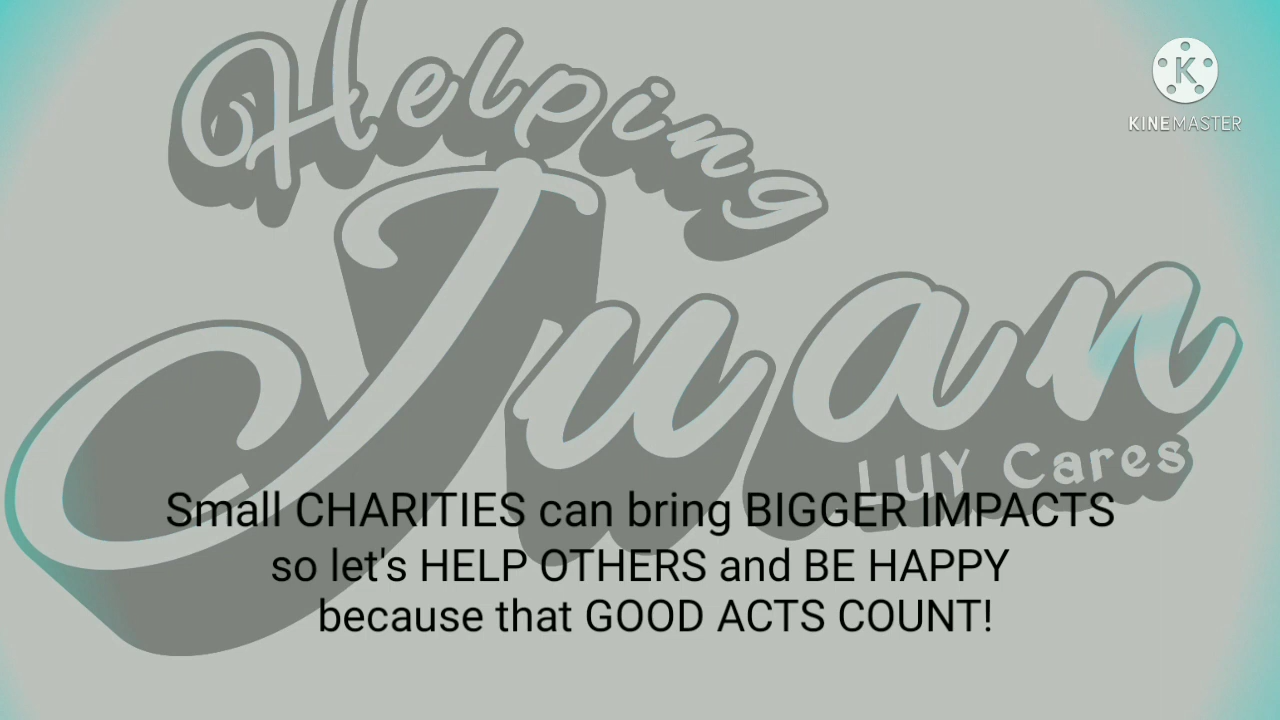 Helping
KINEMASTER
Juan
LUY Cares
Small CHARITIES can bring BIGGER IMPACTS
so let's HELP OTHERS and BE HAPPY
because that GOOD ACTS COUNT!